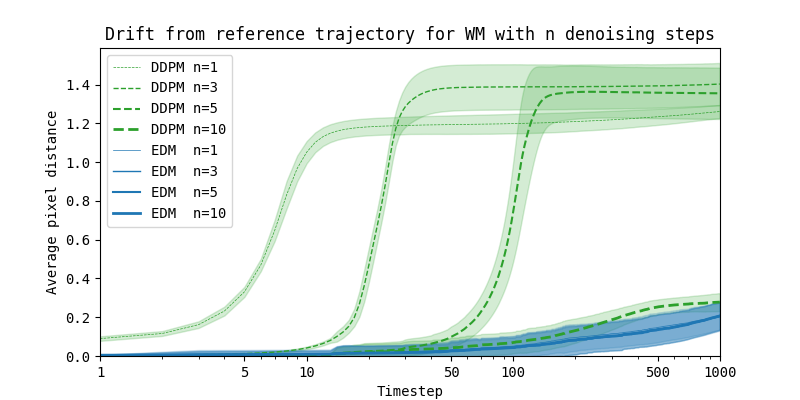 Drift from reference trajectory for WM with n denoising steps
Average pixel distance
1.4
1.2
1.0
0.8
0.6
0.4
0.2
0.0
DDPM n=1
DDPM n=3
DDPM n=5
DDPM n=10
EDM  n=1
EDM  n=3
EDM  n=5
EDM  n=10
1 5 10 50 100 500 1000
Timestep